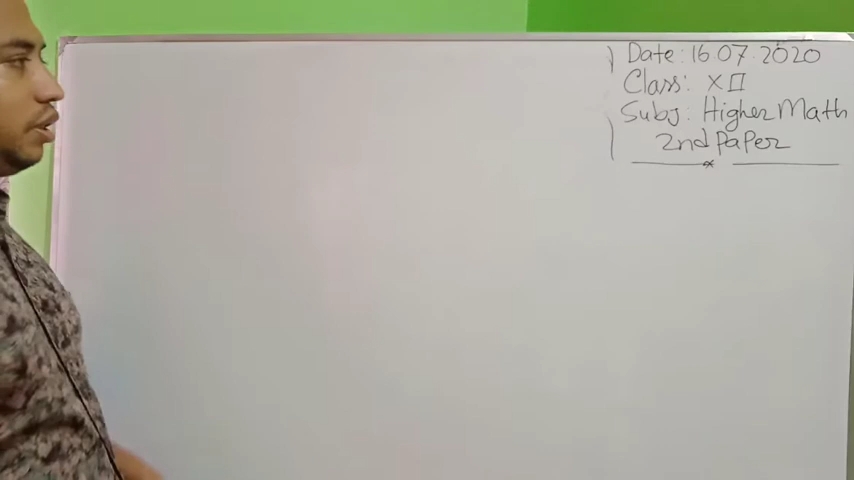 Date: 16.07.2020
Class: XII
Subj: Higher Math
2nd Paper